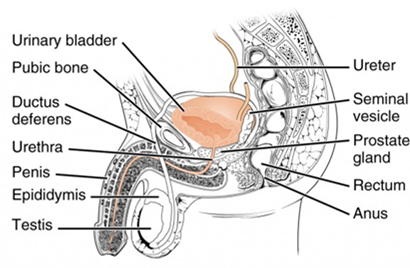 Urinary bladder
Pubic bone
Ductus
deferens
Urethra
Penis
Epididymis
Testis
Ureter
Seminal
vesicle
Prostate
gland
Rectum
Anus